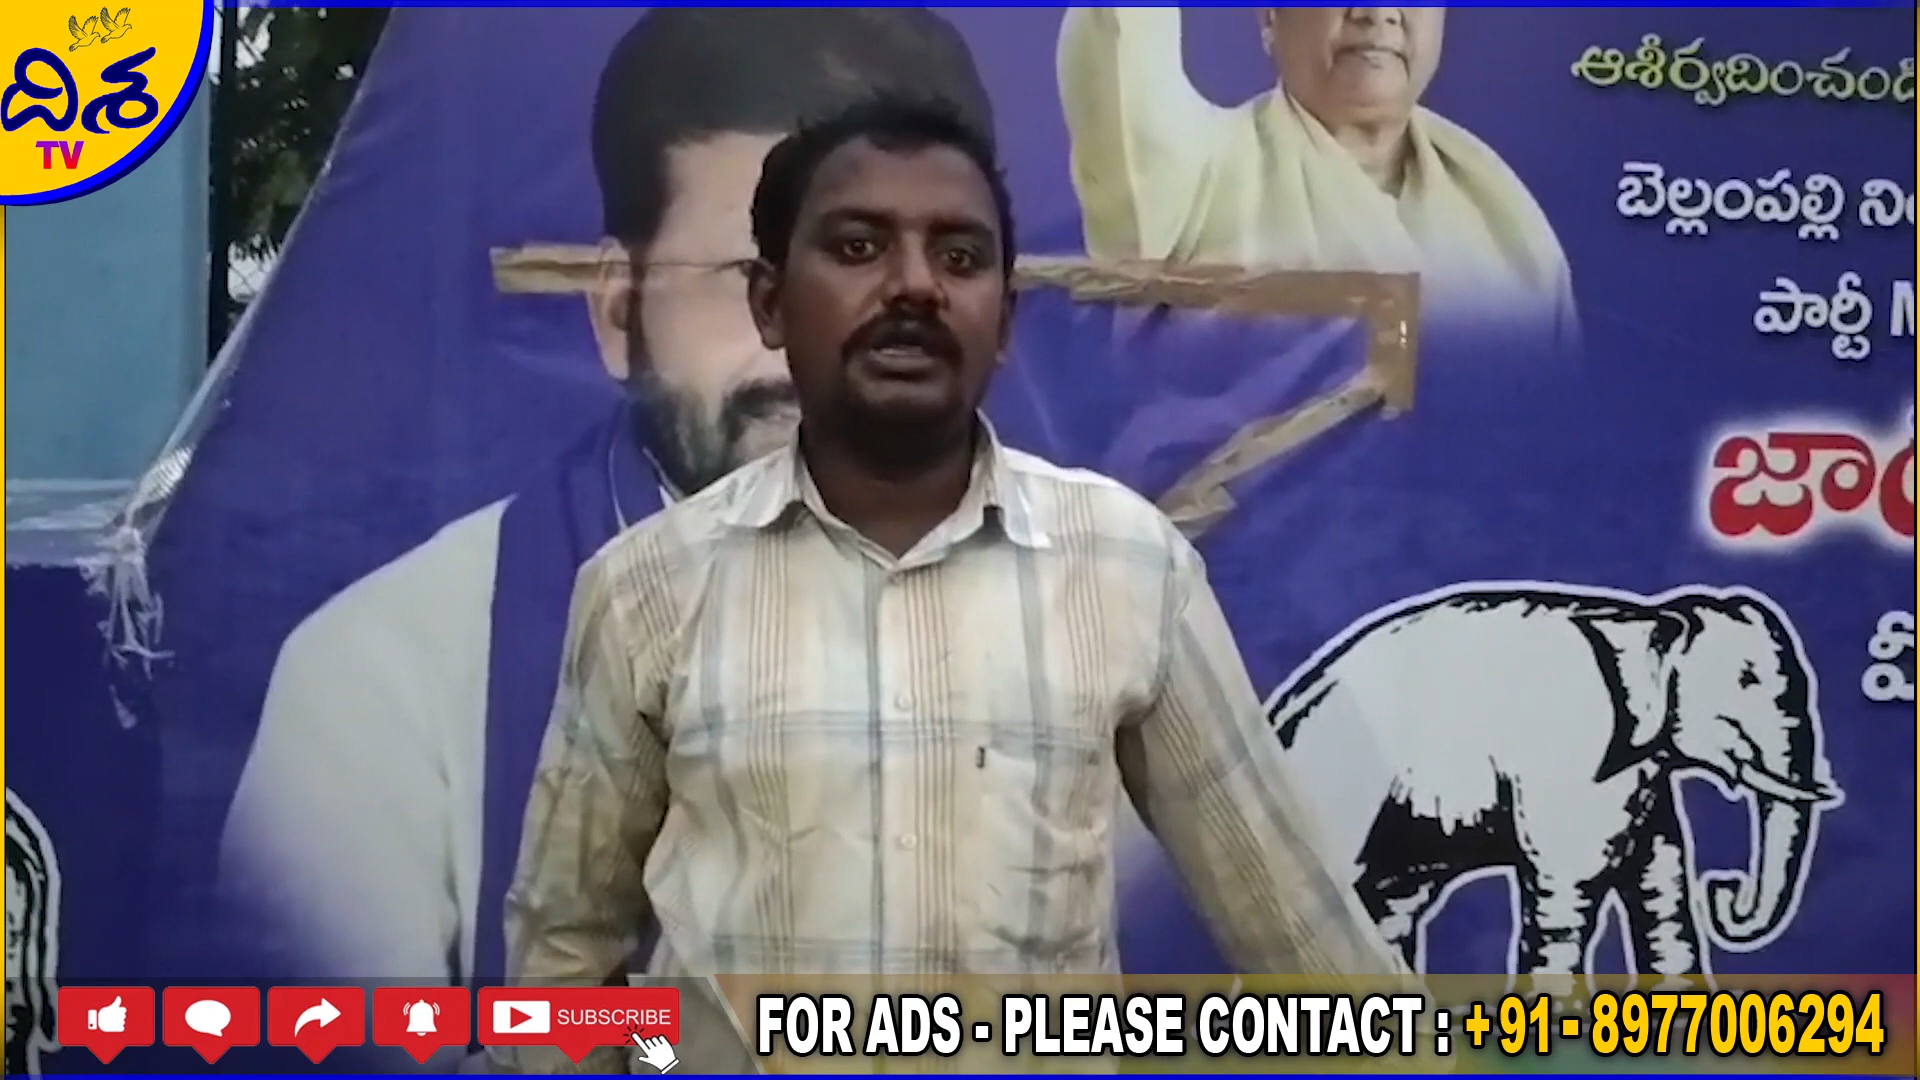 దిశ
TV
ఆశీర్వదించండి
బెల్లంపల్లి
పార్టీ
SUBSCRIBE
FOR ADS - PLEASE CONTACT : +91- 8977006294